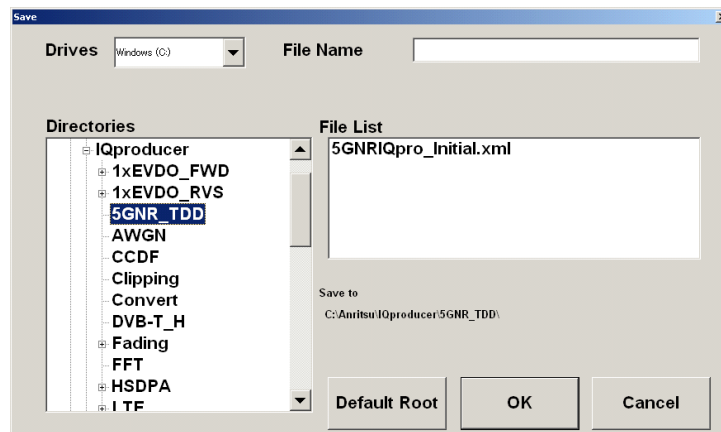 Save
Drives
Windows (C:)
File Name
Directories
IQproducer
1xEVDO_FWD
1xEVDO_RVS
5GNR_TDD
AWGN
CCDF
Clipping
Convert
DVB-T_H
Fading
FFT
HSDPA
LTE
File List
5GNRIQpro_Initial.xml
Save to
C:\Anritsu\IQproducer\5GNR_TDD\
Default Root
OK
Cancel